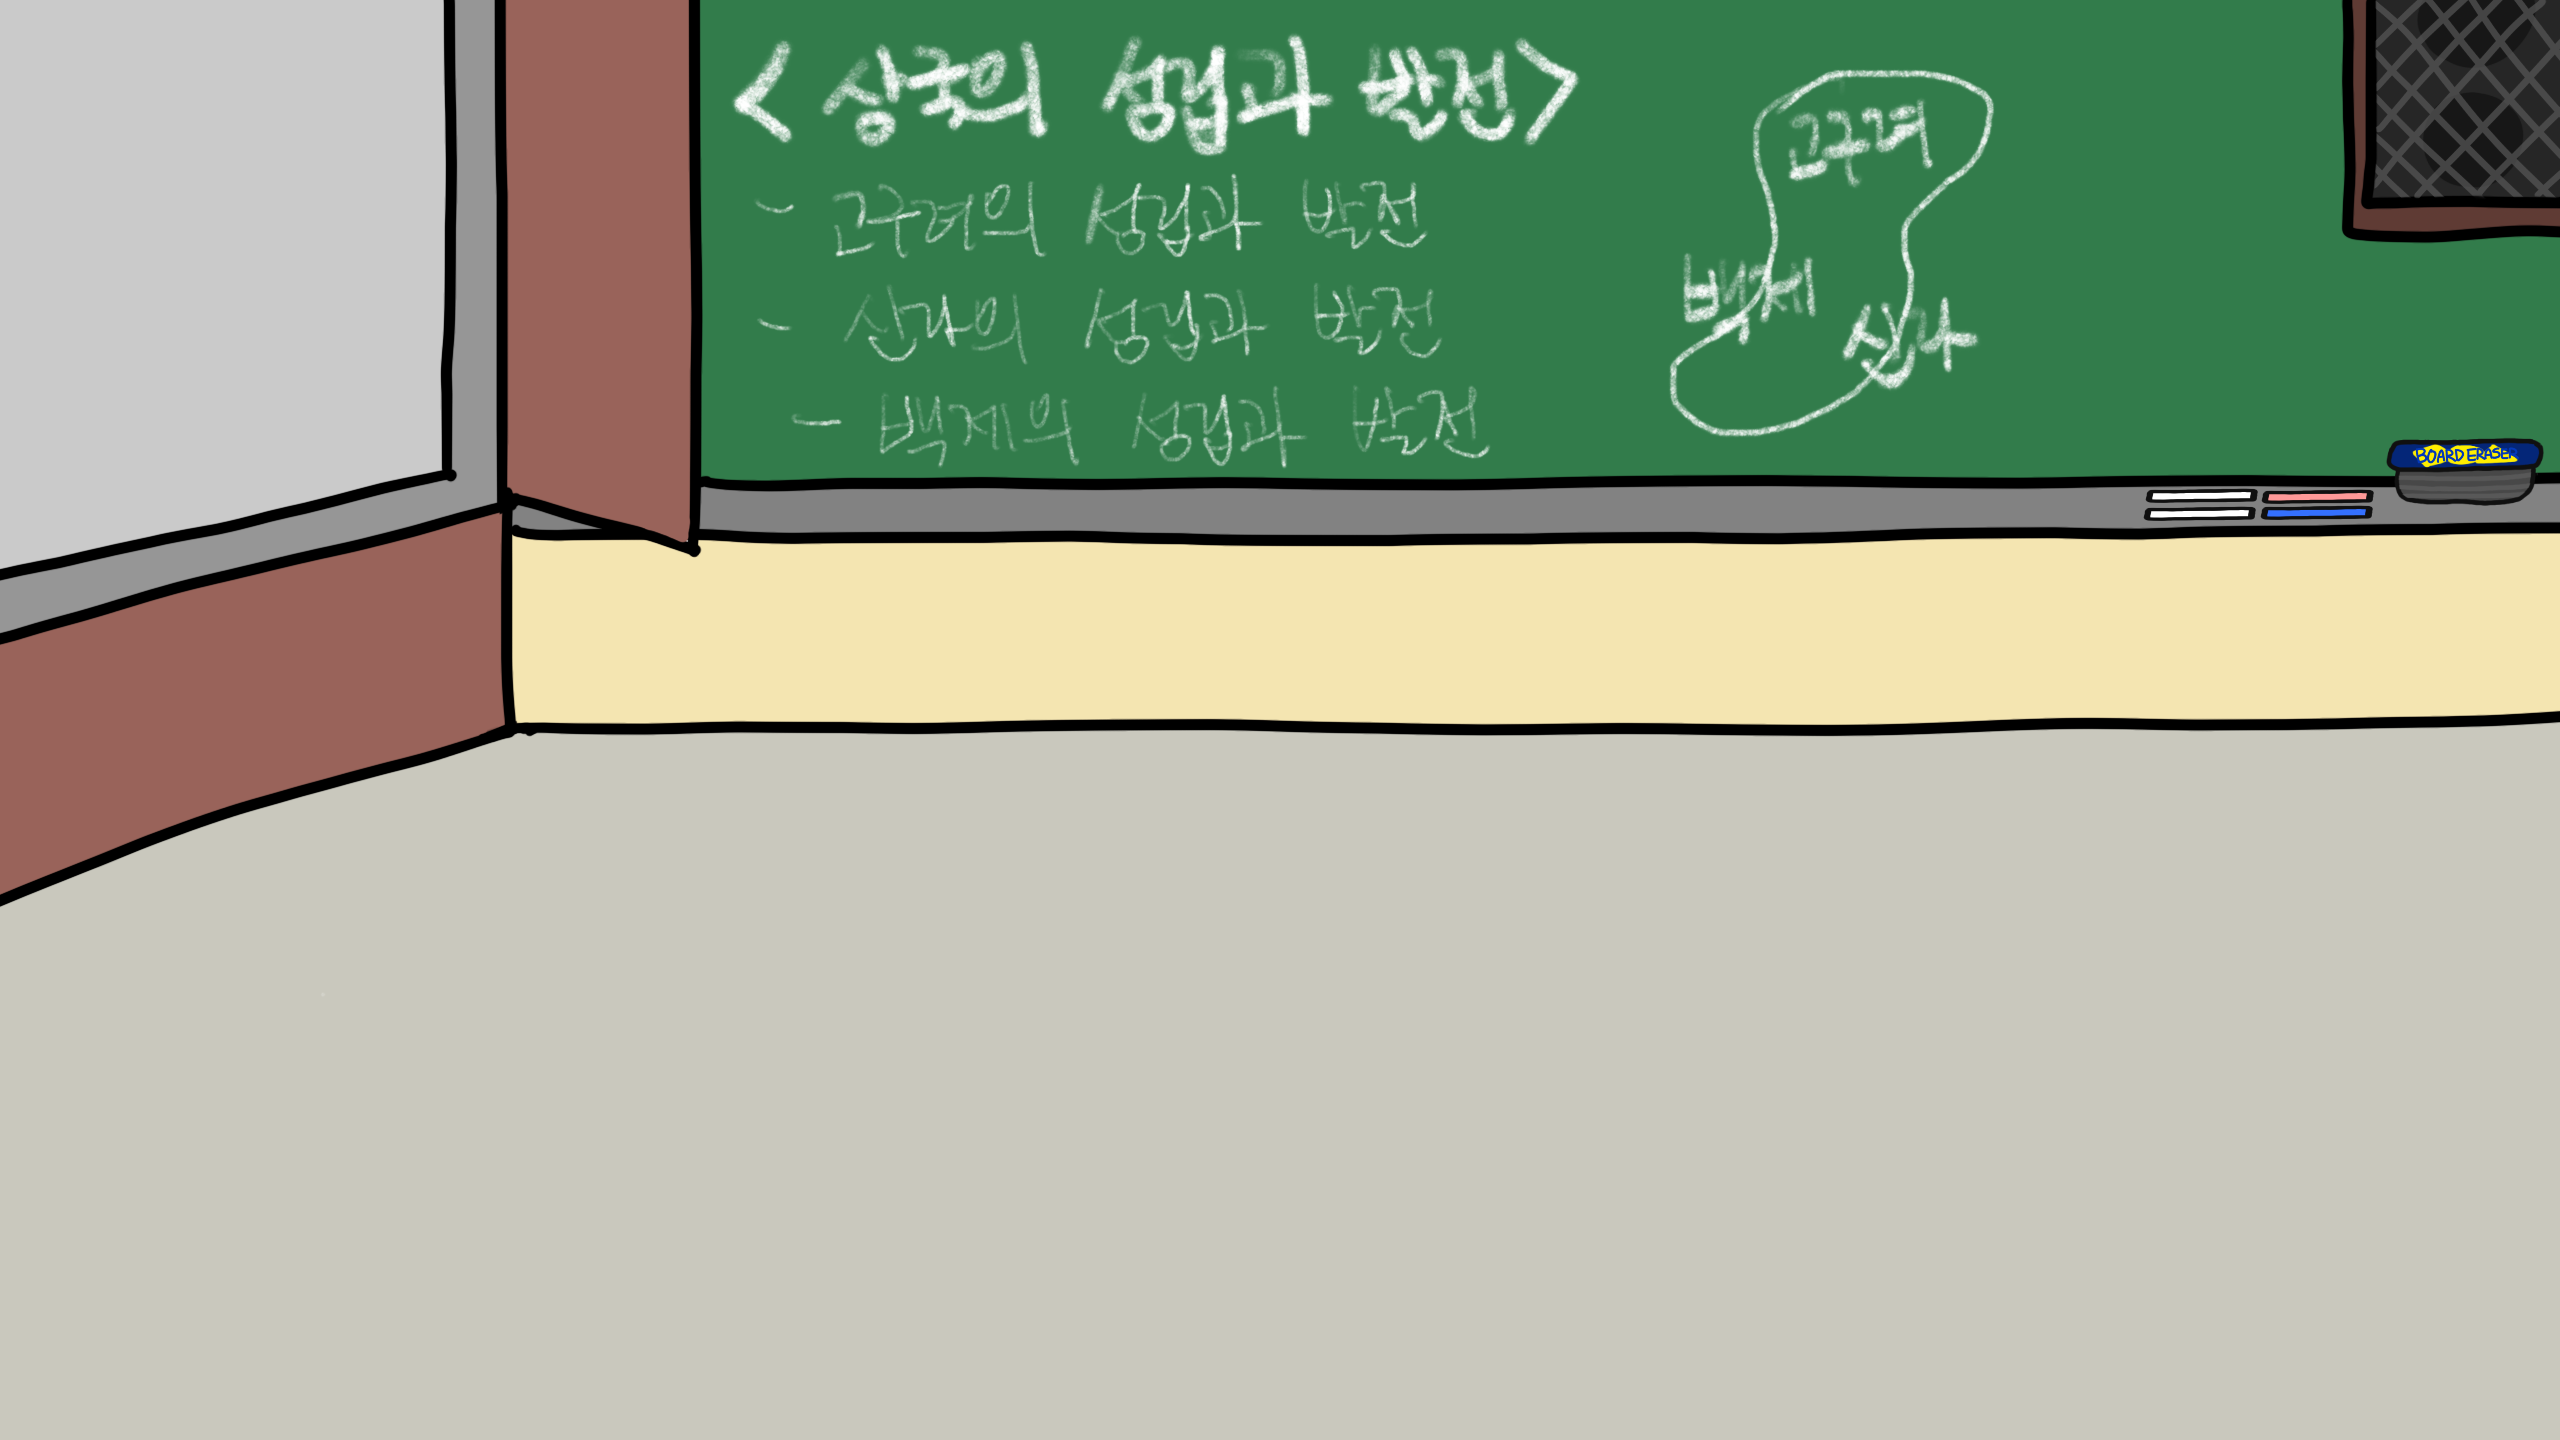 <삼국의 성립과 발전>
- 고구려의 성립과 발전
- 신라의 성립과 발전
- 백제의 성립과 발전
고구려
백제
신라
BOARD ERASER